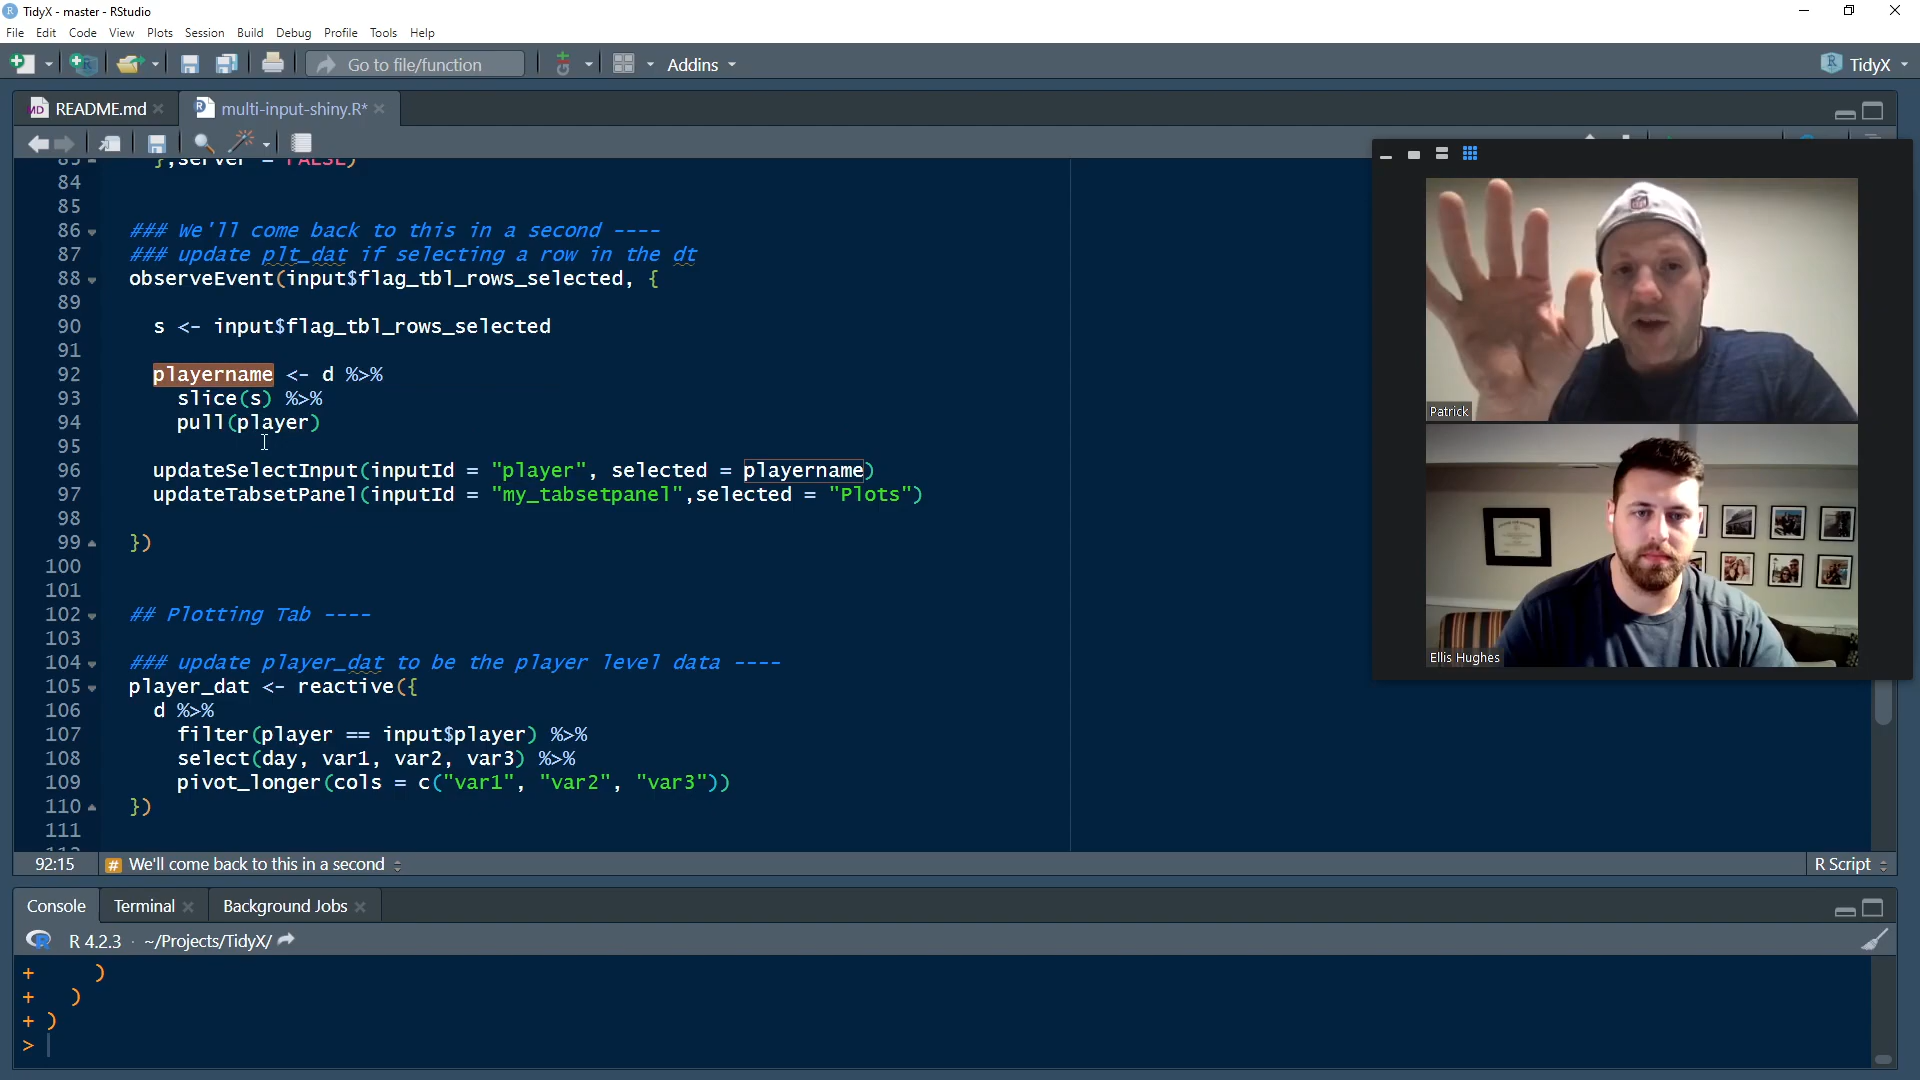 TidyX - master - RStudio
File Edit Code View Plots Session Build Debug Profile Tools Help
Go to file/function Addins TidyX
README.md multi-input-shiny.R*
83 },server = FALSE)
84
85
86 ### We'll come back to this in a second ----
87 ### update plt_dat if selecting a row in the dt
88 observeEvent(input$flag_tbl_rows_selected, {
89
90 s <- input$flag_tbl_rows_selected
91
92 playername <- d %>%
93 slice(s) %>%
94 pull(player)
95
96 updateSelectInput(inputId = "player", selected = playername)
97 updateTabsetPanel(inputId = "my_tabsetpanel",selected = "Plots")
98
99 })
100
101
102 ## Plotting Tab ----
103
104 ### update player_dat to be the player level data ----
105 player_dat <- reactive({
106 d %>%
107 filter(player == input$player) %>%
108 select(day, var1, var2, var3) %>%
109 pivot_longer(cols = c("var1", "var2", "var3"))
110 })
111
112
92:15 # We'll come back to this in a second R Script
Patrick
Ellis Hughes
Console Terminal Background Jobs
R 4.2.3 · ~/Projects/TidyX/
+ )
+ )
+ )
>